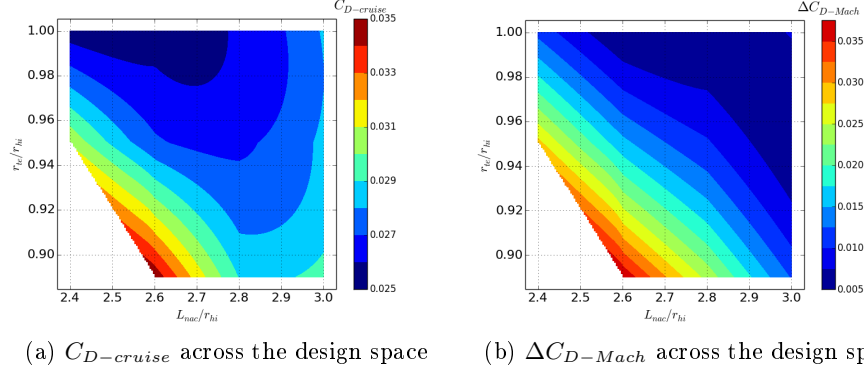 C_{D-cruise}
1.00
0.98
0.96
0.94
0.92
0.90
r_{te}/r_{hi}
2.4 2.5 2.6 2.7 2.8 2.9 3.0
L_{nac}/r_{hi}
0.035
0.033
0.031
0.029
0.027
0.025
(a) C_{D-cruise} across the design space
ΔC_{D-Mach}
1.00
0.98
0.96
0.94
0.92
0.90
r_{te}/r_{hi}
2.4 2.5 2.6 2.7 2.8 2.9 3.0
L_{nac}/r_{hi}
0.035
0.030
0.025
0.020
0.015
0.010
0.005
(b) ΔC_{D-Mach} across the design sp